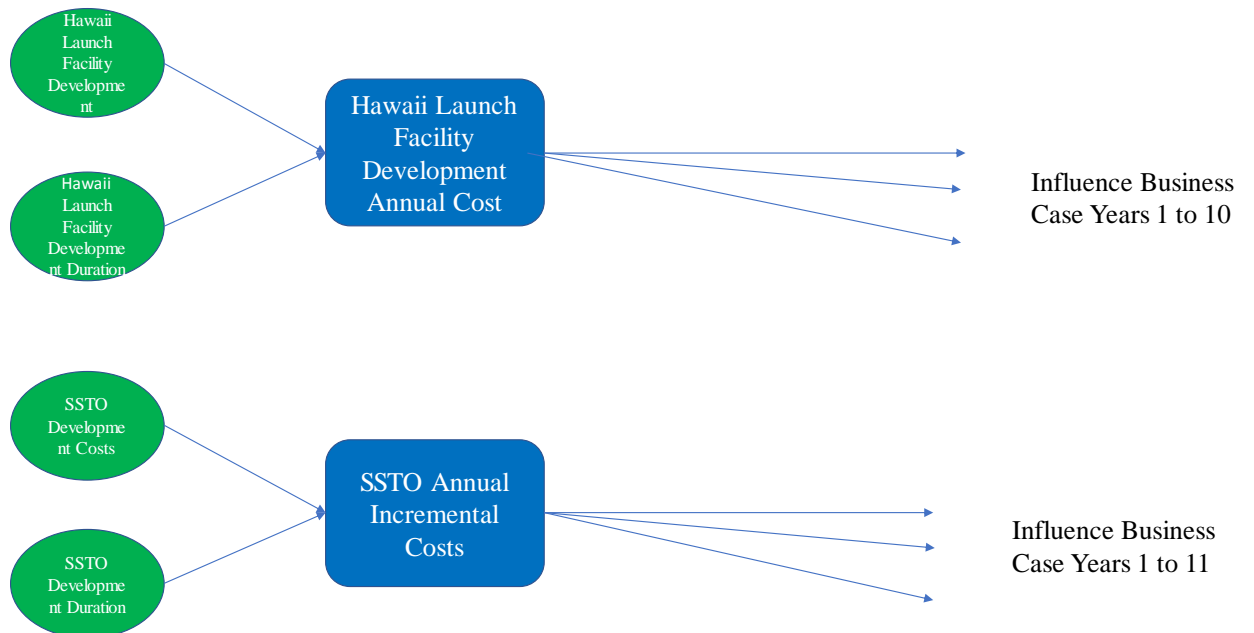 Hawaii
Launch
Facility
Developme
nt
Hawaii
Launch
Facility
Developme
nt Duration
Hawaii Launch
Facility
Development
Annual Cost
Influence Business
Case Years 1 to 10
SSTO
Developme
nt Costs
SSTO
Developme
nt Duration
SSTO Annual
Incremental
Costs
Influence Business
Case Years 1 to 11